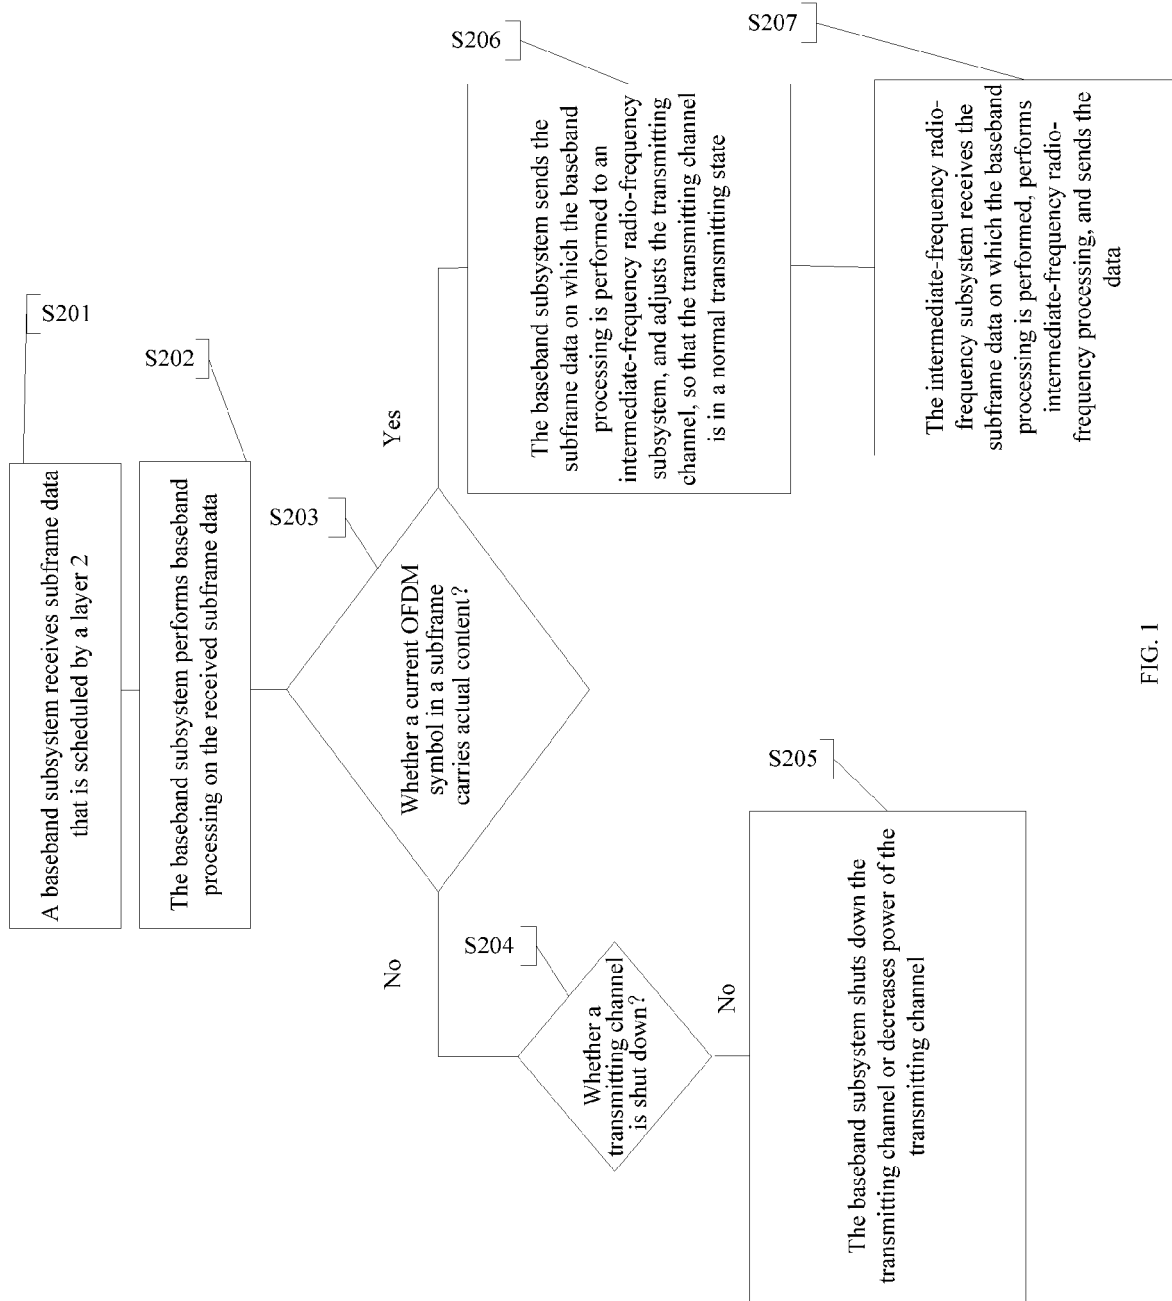 S201
A baseband subsystem receives subframe data
that is scheduled by a layer 2
S202
The baseband subsystem performs baseband
processing on the received subframe data
S203
Whether a current OFDM
symbol in a subframe
carries actual content?
No
Yes
S204
Whether a
transmitting channel
is shut down?
No
S205
The baseband subsystem shuts down the
transmitting channel or decreases power of the
transmitting channel
S206
The baseband subsystem sends the
subframe data on which the baseband
processing is performed to an
intermediate-frequency radio-frequency
subsystem, and adjusts the transmitting
channel, so that the transmitting channel
is in a normal transmitting state
S207
The intermediate-frequency radio-
frequency subsystem receives the
subframe data on which the baseband
processing is performed, performs
intermediate-frequency radio-
frequency processing, and sends the
data
FIG. 1